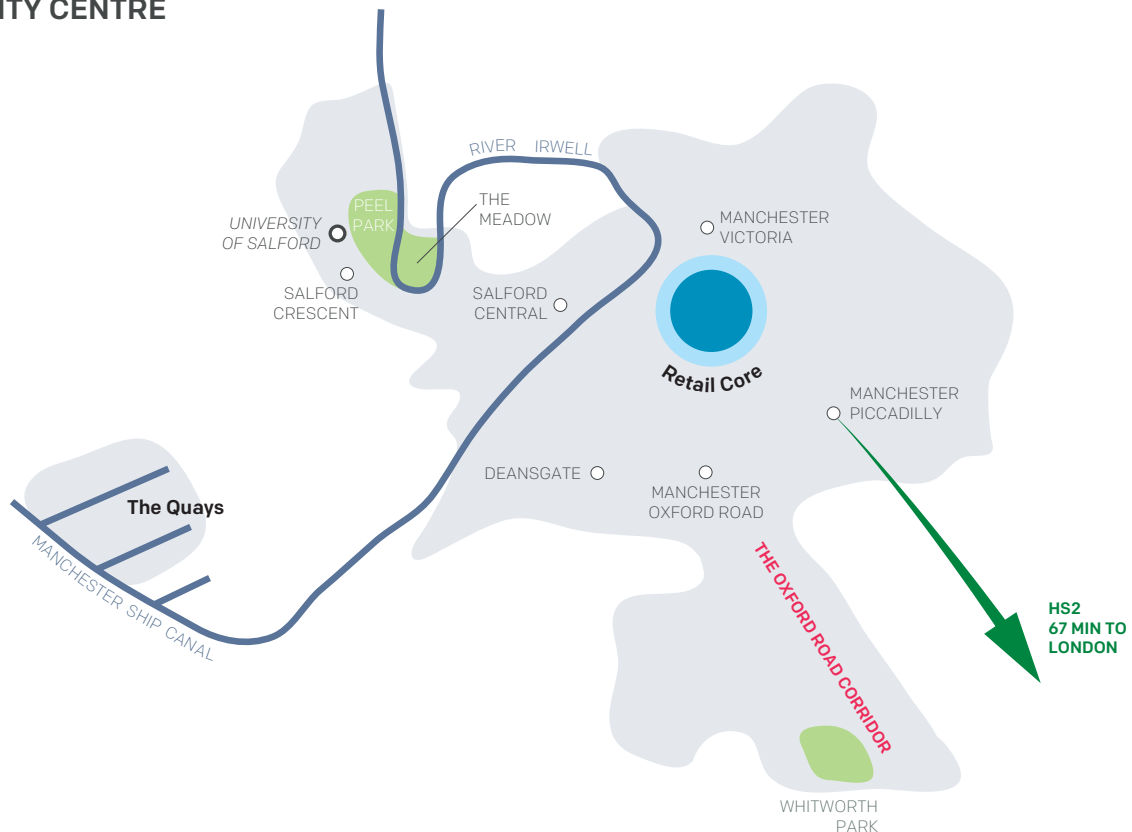 ITY CENTRE
RIVER IRWELL
PEEL
PARK
THE
MEADOW
UNIVERSITY
OF SALFORD
MANCHESTER
VICTORIA
SALFORD
CRESCENT
SALFORD
CENTRAL
Retail Core
MANCHESTER
PICCADILLY
DEANSGATE
MANCHESTER
OXFORD ROAD
The Quays
MANCHESTER SHIP CANAL
THE OXFORD ROAD CORRIDOR
HS2
67 MIN TO
LONDON
WHITWORTH
PARK